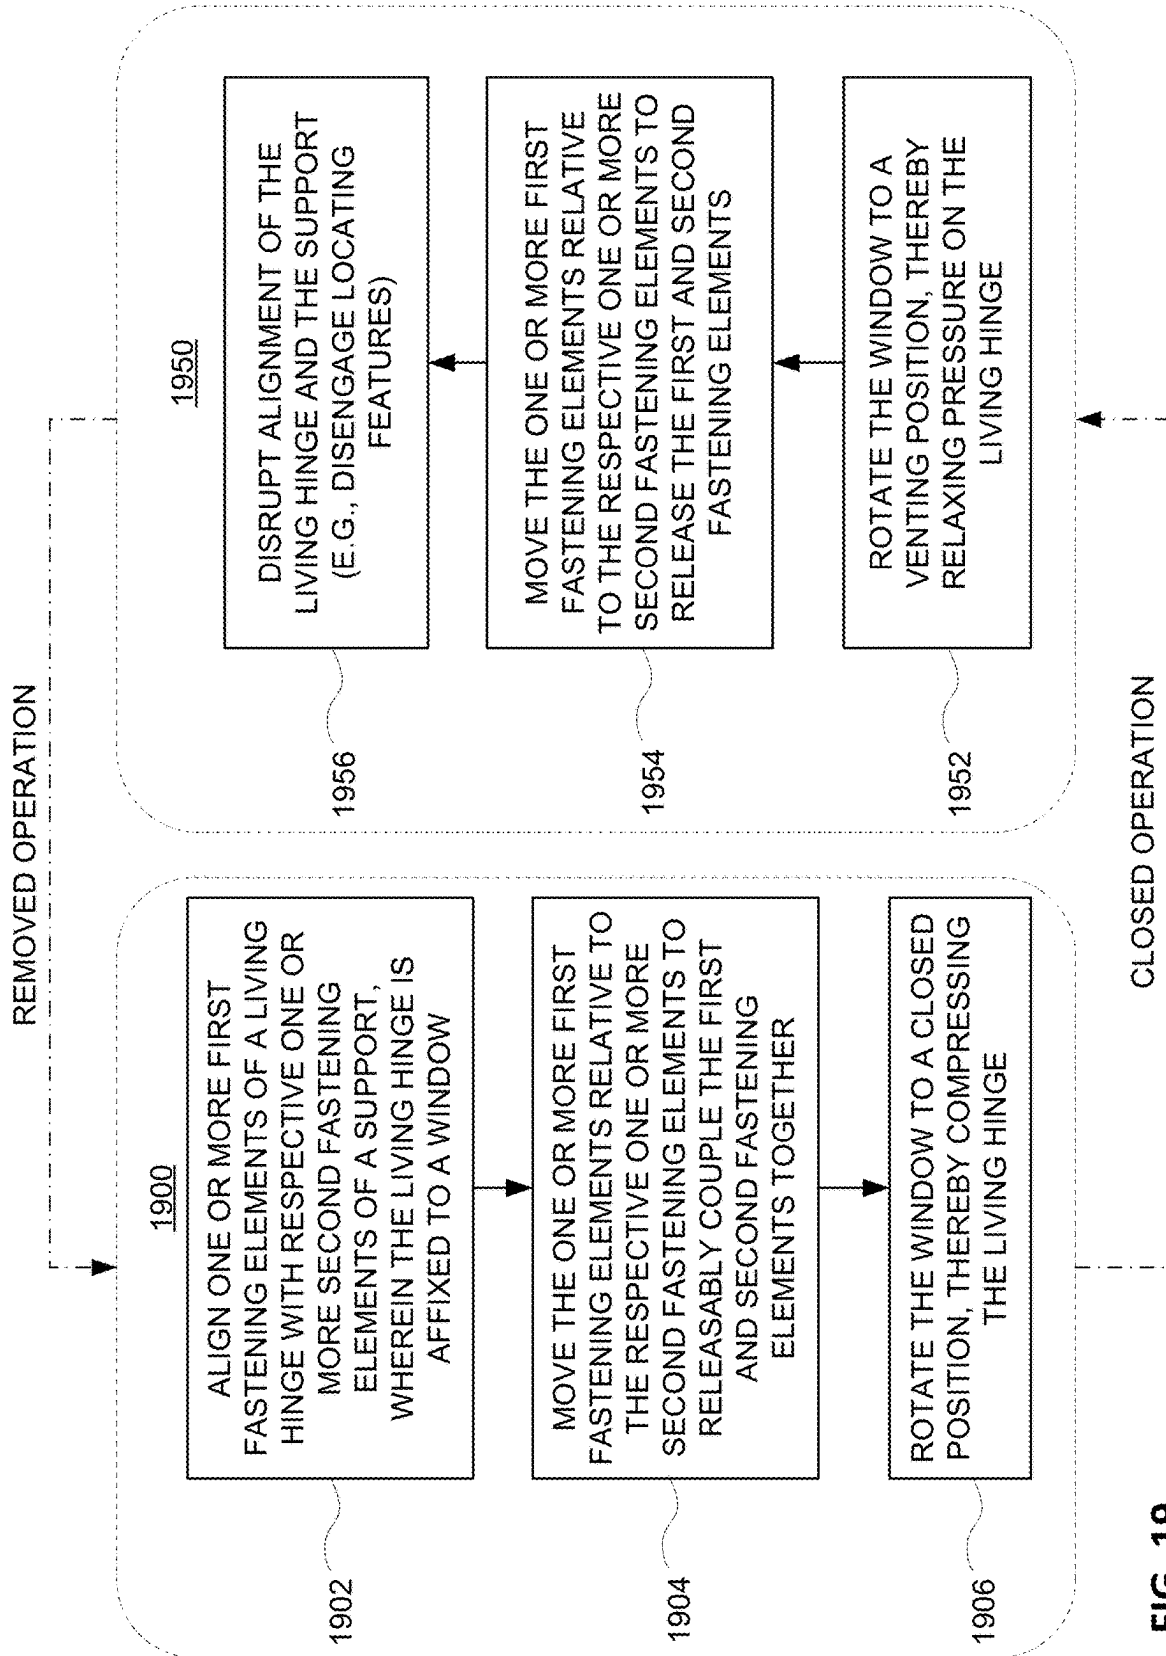 REMOVED OPERATION
1900
ALIGN ONE OR MORE FIRST
FASTENING ELEMENTS OF A LIVING
HINGE WITH RESPECTIVE ONE OR
MORE SECOND FASTENING
ELEMENTS OF A SUPPORT,
WHEREIN THE LIVING HINGE IS
AFFIXED TO A WINDOW
1902
MOVE THE ONE OR MORE FIRST
FASTENING ELEMENTS RELATIVE TO
THE RESPECTIVE ONE OR MORE
SECOND FASTENING ELEMENTS TO
RELEASABLY COUPLE THE FIRST
AND SECOND FASTENING
ELEMENTS TOGETHER
1904
ROTATE THE WINDOW TO A CLOSED
POSITION, THEREBY COMPRESSING
THE LIVING HINGE
1906
1950
DISRUPT ALIGNMENT OF THE
LIVING HINGE AND THE SUPPORT
(E.G., DISENGAGE LOCATING
FEATURES)
1956
MOVE THE ONE OR MORE FIRST
FASTENING ELEMENTS RELATIVE
TO THE RESPECTIVE ONE OR MORE
SECOND FASTENING ELEMENTS TO
RELEASE THE FIRST AND SECOND
FASTENING ELEMENTS
1954
ROTATE THE WINDOW TO A
VENTING POSITION, THEREBY
RELAXING PRESSURE ON THE
LIVING HINGE
1952
CLOSED OPERATION
FIG. 19